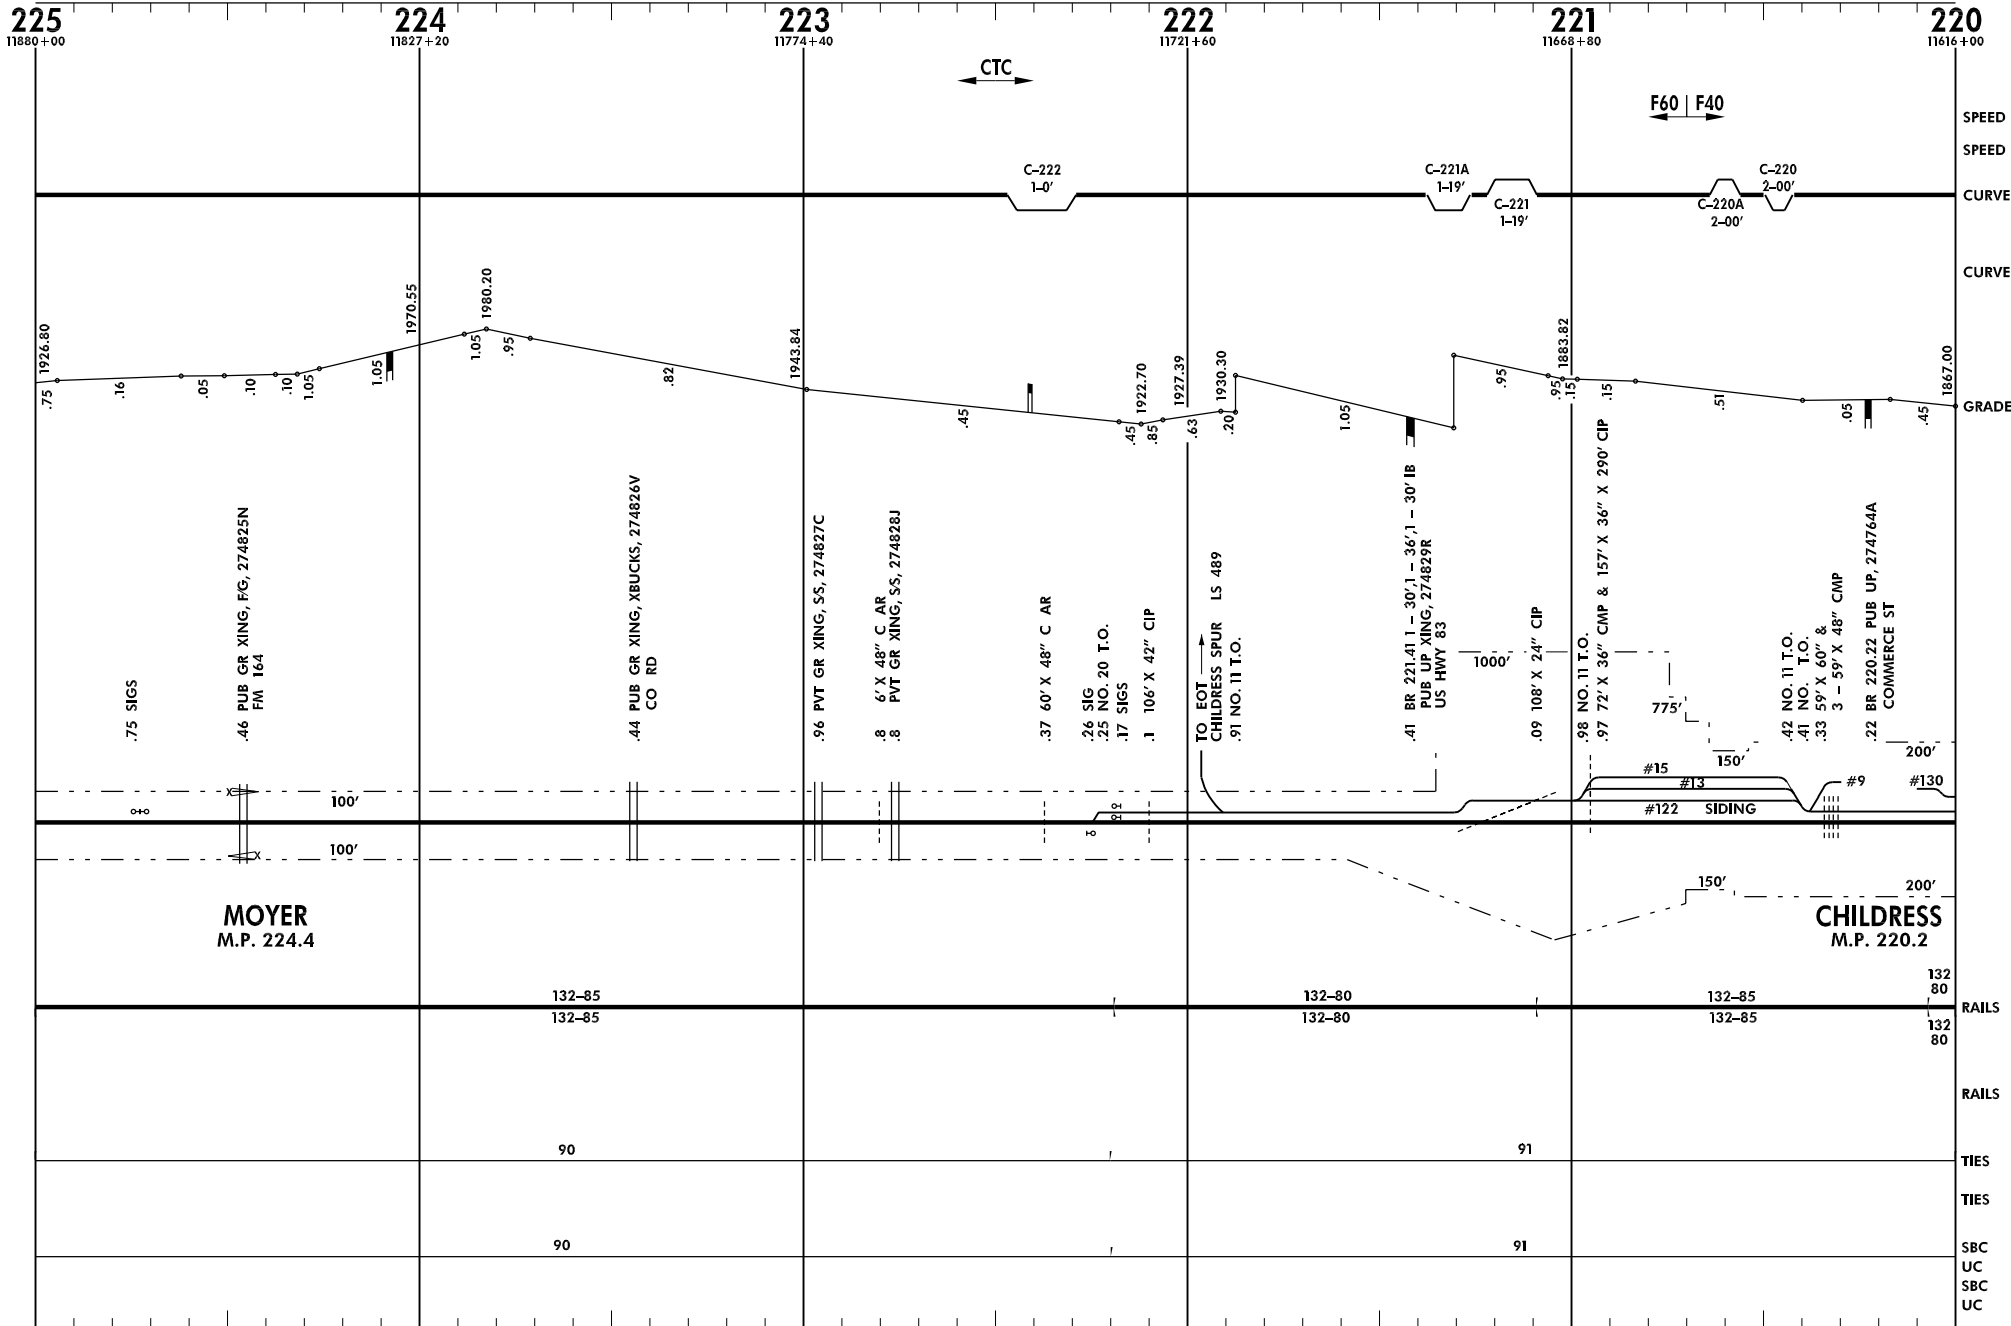 225 224 223 222 221 220
11880+00 11827+20 11774+40 11721+60 11668+80 11616+00
CTC
F60 F40
SPEED
SPEED
C–222
1–0′
C–221A
1–19′
C–221
1–19′
C–220A
2–00′
C–220
2–00′
CURVE
CURVE
1926.80
1970.55
1980.20
1943.84
1922.70
1927.39
1930.30
1883.82
1867.00
.75
.16
.05
.10
.10
1.05
1.05
1.05
.95
.82
.45
.45
.85
.63
.20
1.05
.95
.95
.15
.15
.51
.05
.45
GRADE
.75 SIGS
.46 PUB GR XING, F/G, 274825N
FM 164
.44 PUB GR XING, XBUCKS, 274826V
CO RD
.96 PVT GR XING, S/S, 274827C
.8 6′ X 48″ C AR
.8 PVT GR XING, S/S, 274828J
.37 60′ X 48″ C AR
.26 SIG
.25 NO. 20 T.O.
.17 SIGS
.1 106′ X 42″ CIP
TO EOT
CHILDRESS SPUR LS 489
.91 NO. 11 T.O.
.41 BR 221.41 1 – 30′,1 – 36′,1 – 30′ IB
PUB UP XING, 274829R
US HWY 83
.09 108′ X 24″ CIP
.98 NO. 11 T.O.
.97 72′ X 36″ CMP & 157′ X 36″ X 290′ CIP
.42 NO. 11 T.O.
.41 NO. T.O.
.33 59′ X 60″ &
3 – 59′ X 48″ CMP
.22 BR 220.22 PUB UP, 274764A
COMMERCE ST
1000′
775′
150′
200′
100′
X
#15
#13
#9
#130
#122 SIDING
X
100′
150′
200′
MOYER
M.P. 224.4
CHILDRESS
M.P. 220.2
132–85 132–80 132–85 132
80
RAILS
132–85 132–80 132–85 132
80
RAILS
90 91
TIES
TIES
90 91
SBC
UC
SBC
UC